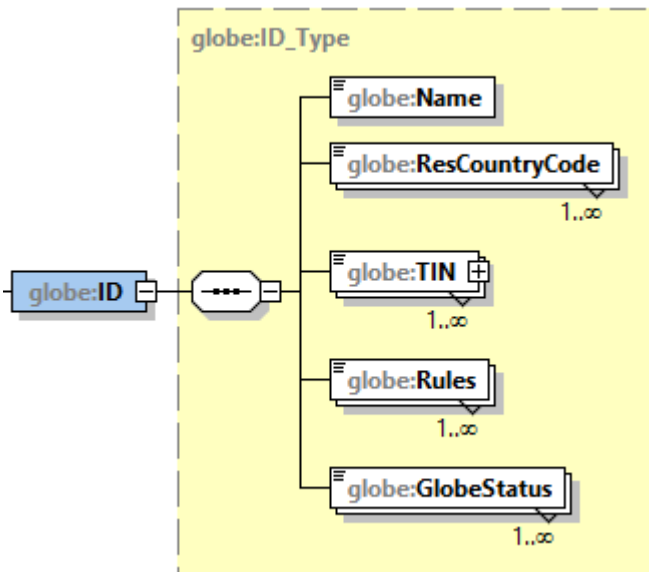 globe:ID_Type
globe:Name
globe:ResCountryCode
1..∞
globe:ID
globe:TIN
1..∞
globe:Rules
1..∞
globe:GlobeStatus
1..∞